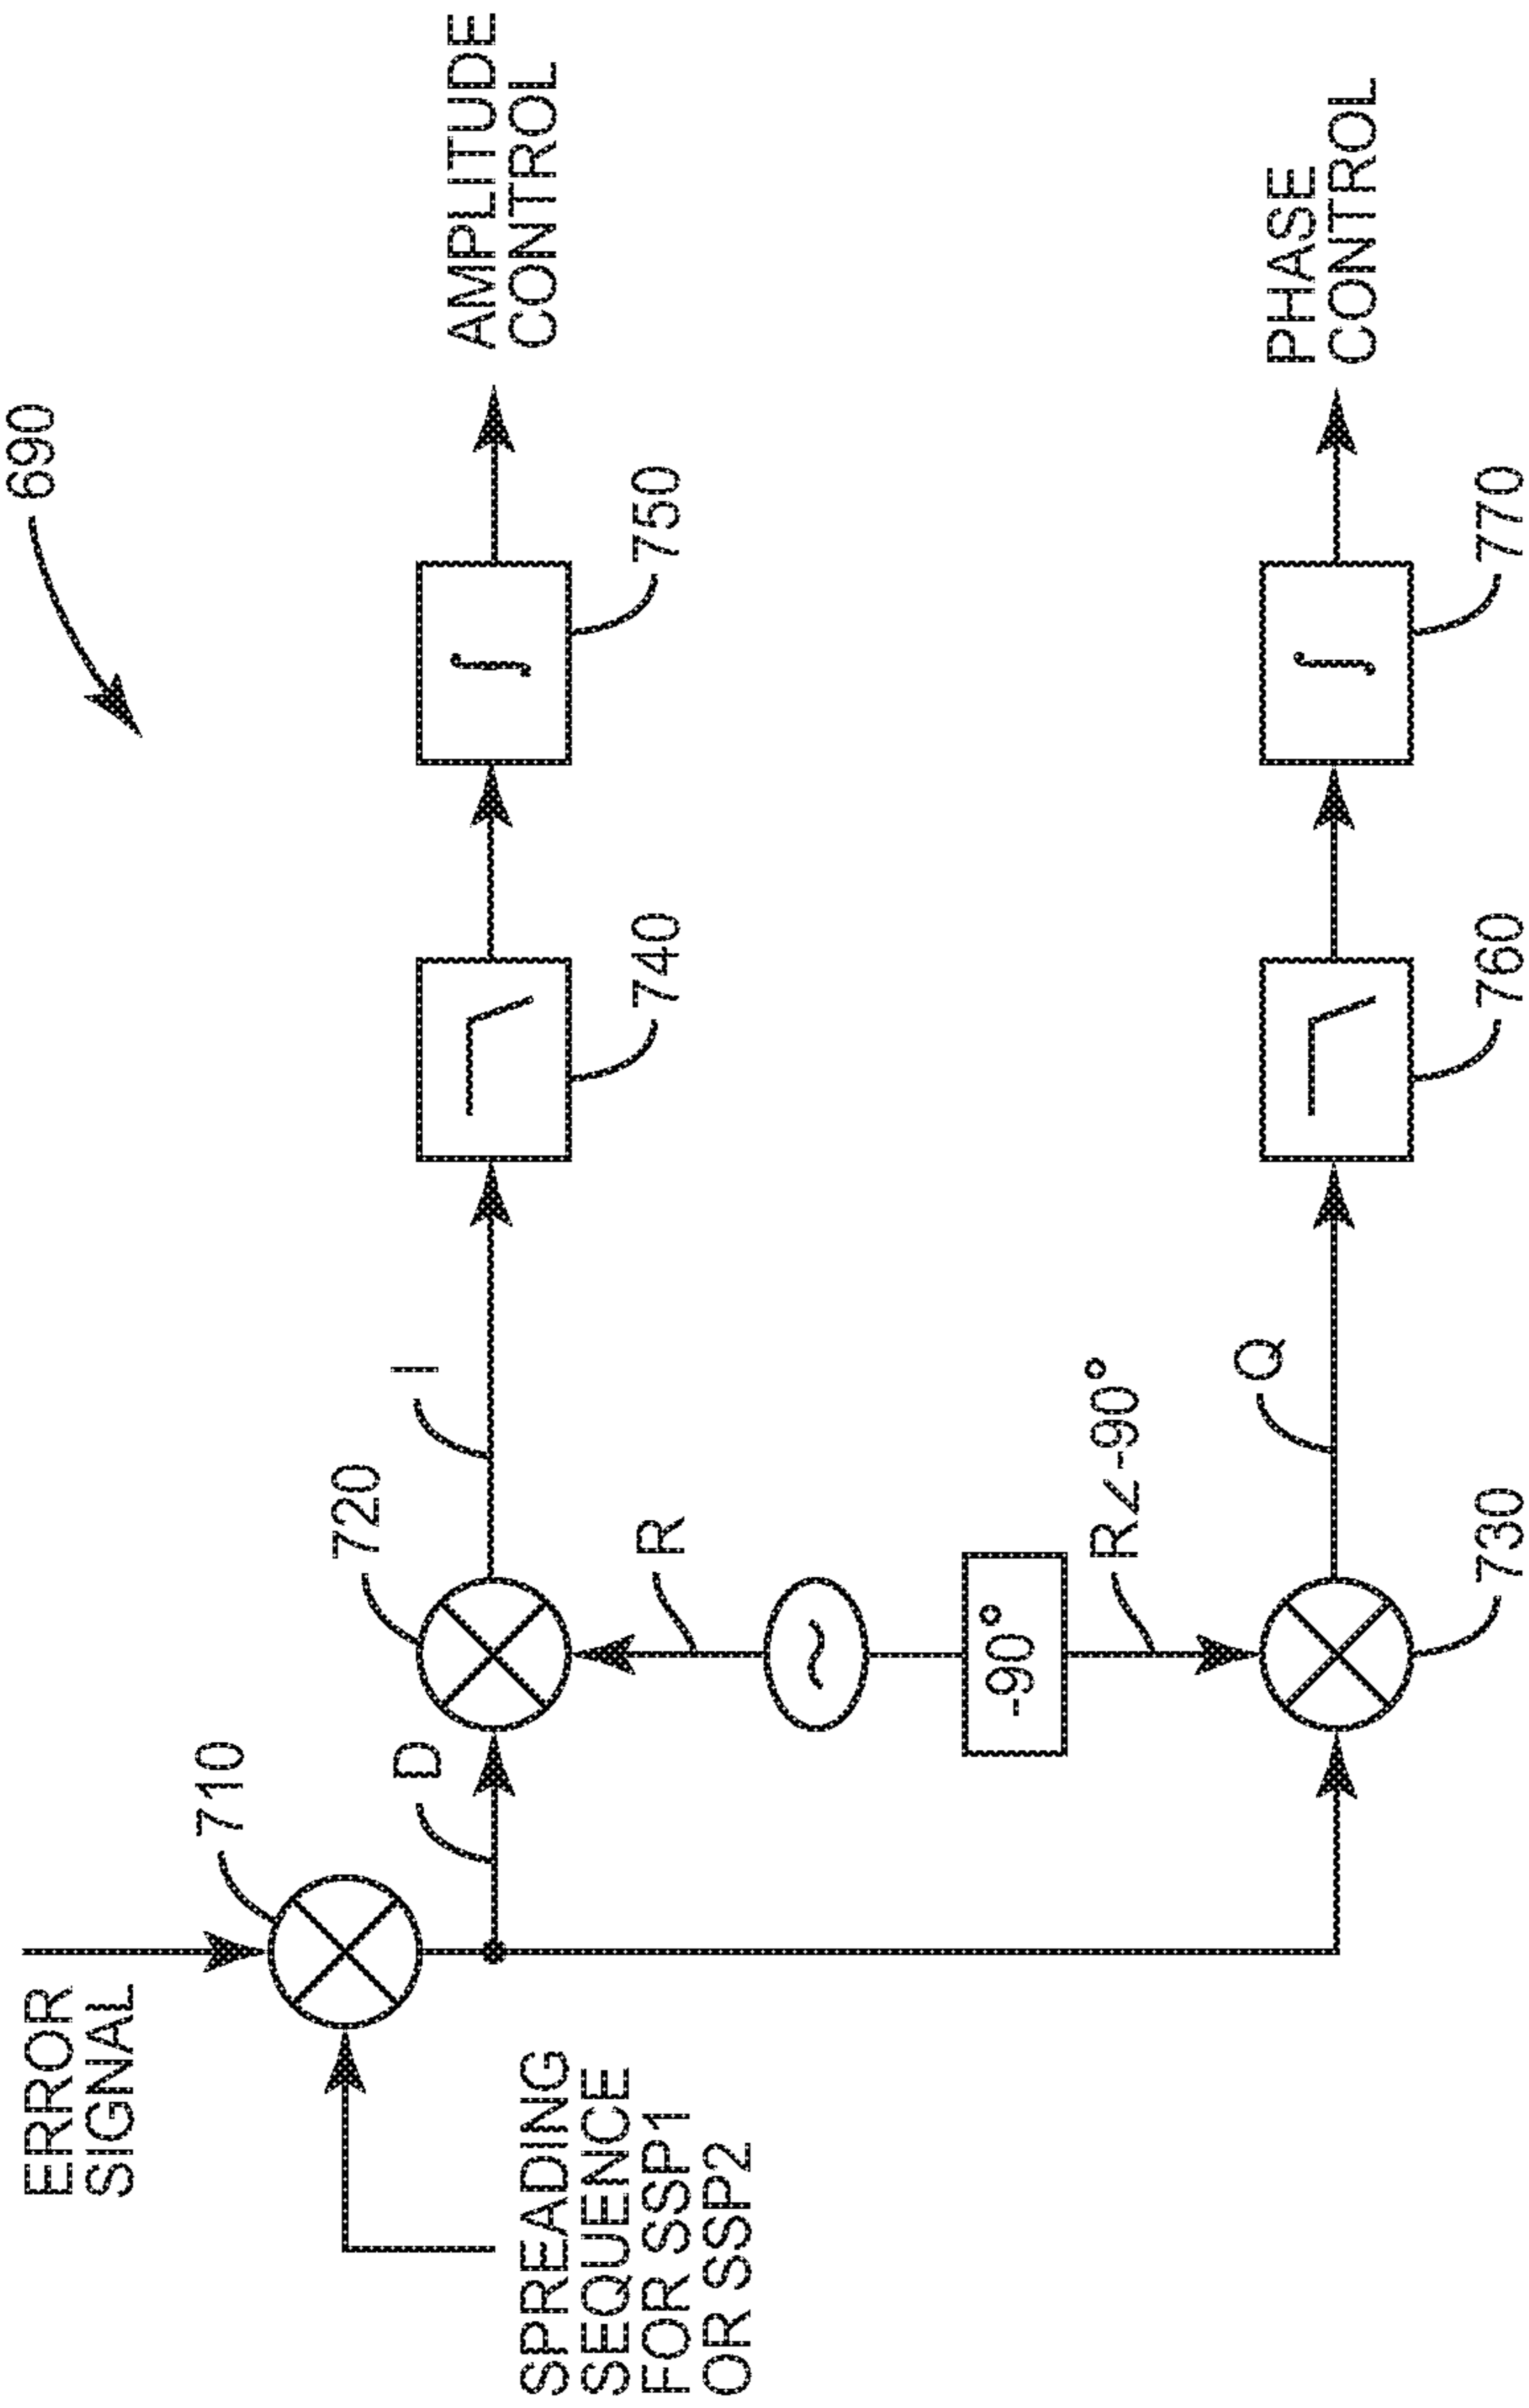 690
ERROR
SIGNAL
710
SPREADING
SEQUENCE
FOR SSP1
OR SSP2
D
720
I
740
750
AMPLITUDE
CONTROL
R
~
-90°
R∠-90°
730
Q
760
∫
∫
770
PHASE
CONTROL